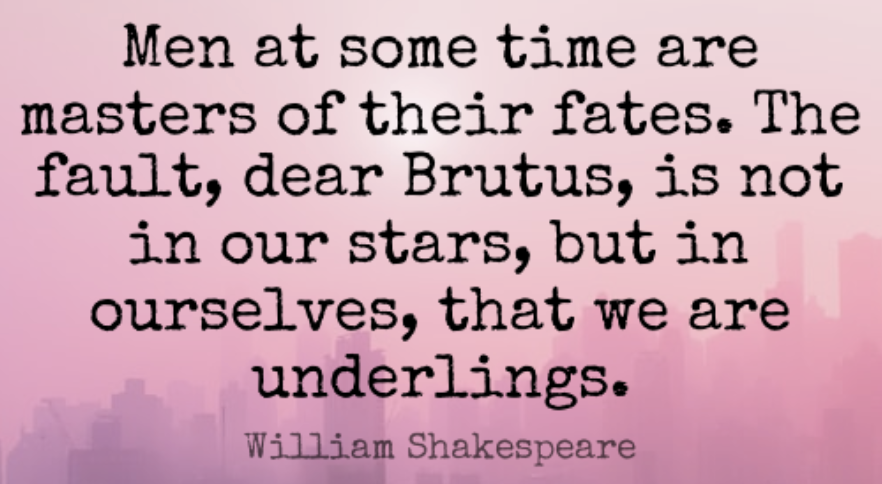 Men at some time are
masters of their fates. The
fault, dear Brutus, is not
in our stars, but in
ourselves, that we are
underlings.
William Shakespeare